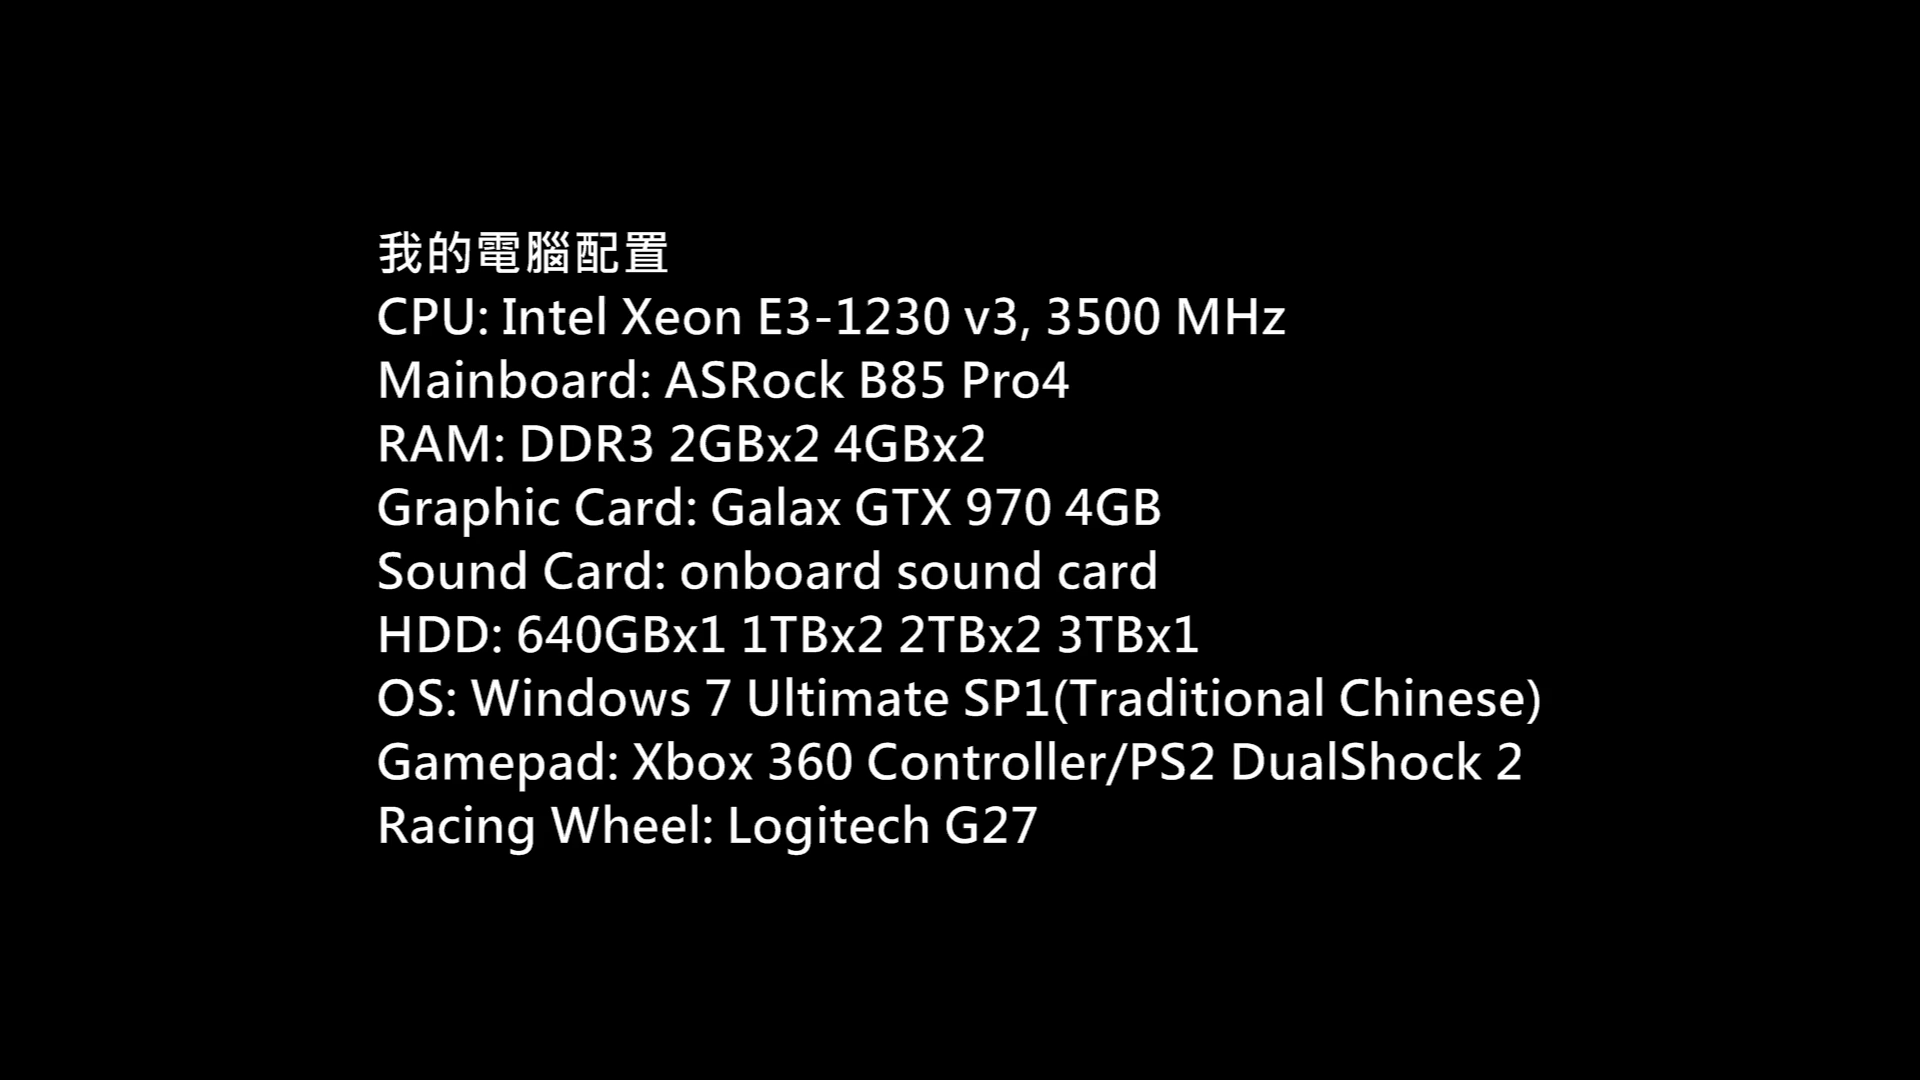 我的電腦配置
CPU: Intel Xeon E3-1230 v3, 3500 MHz
Mainboard: ASRock B85 Pro4
RAM: DDR3 2GBx2 4GBx2
Graphic Card: Galax GTX 970 4GB
Sound Card: onboard sound card
HDD: 640GBx1 1TBx2 2TBx2 3TBx1
OS: Windows 7 Ultimate SP1(Traditional Chinese)
Gamepad: Xbox 360 Controller/PS2 DualShock 2
Racing Wheel: Logitech G27